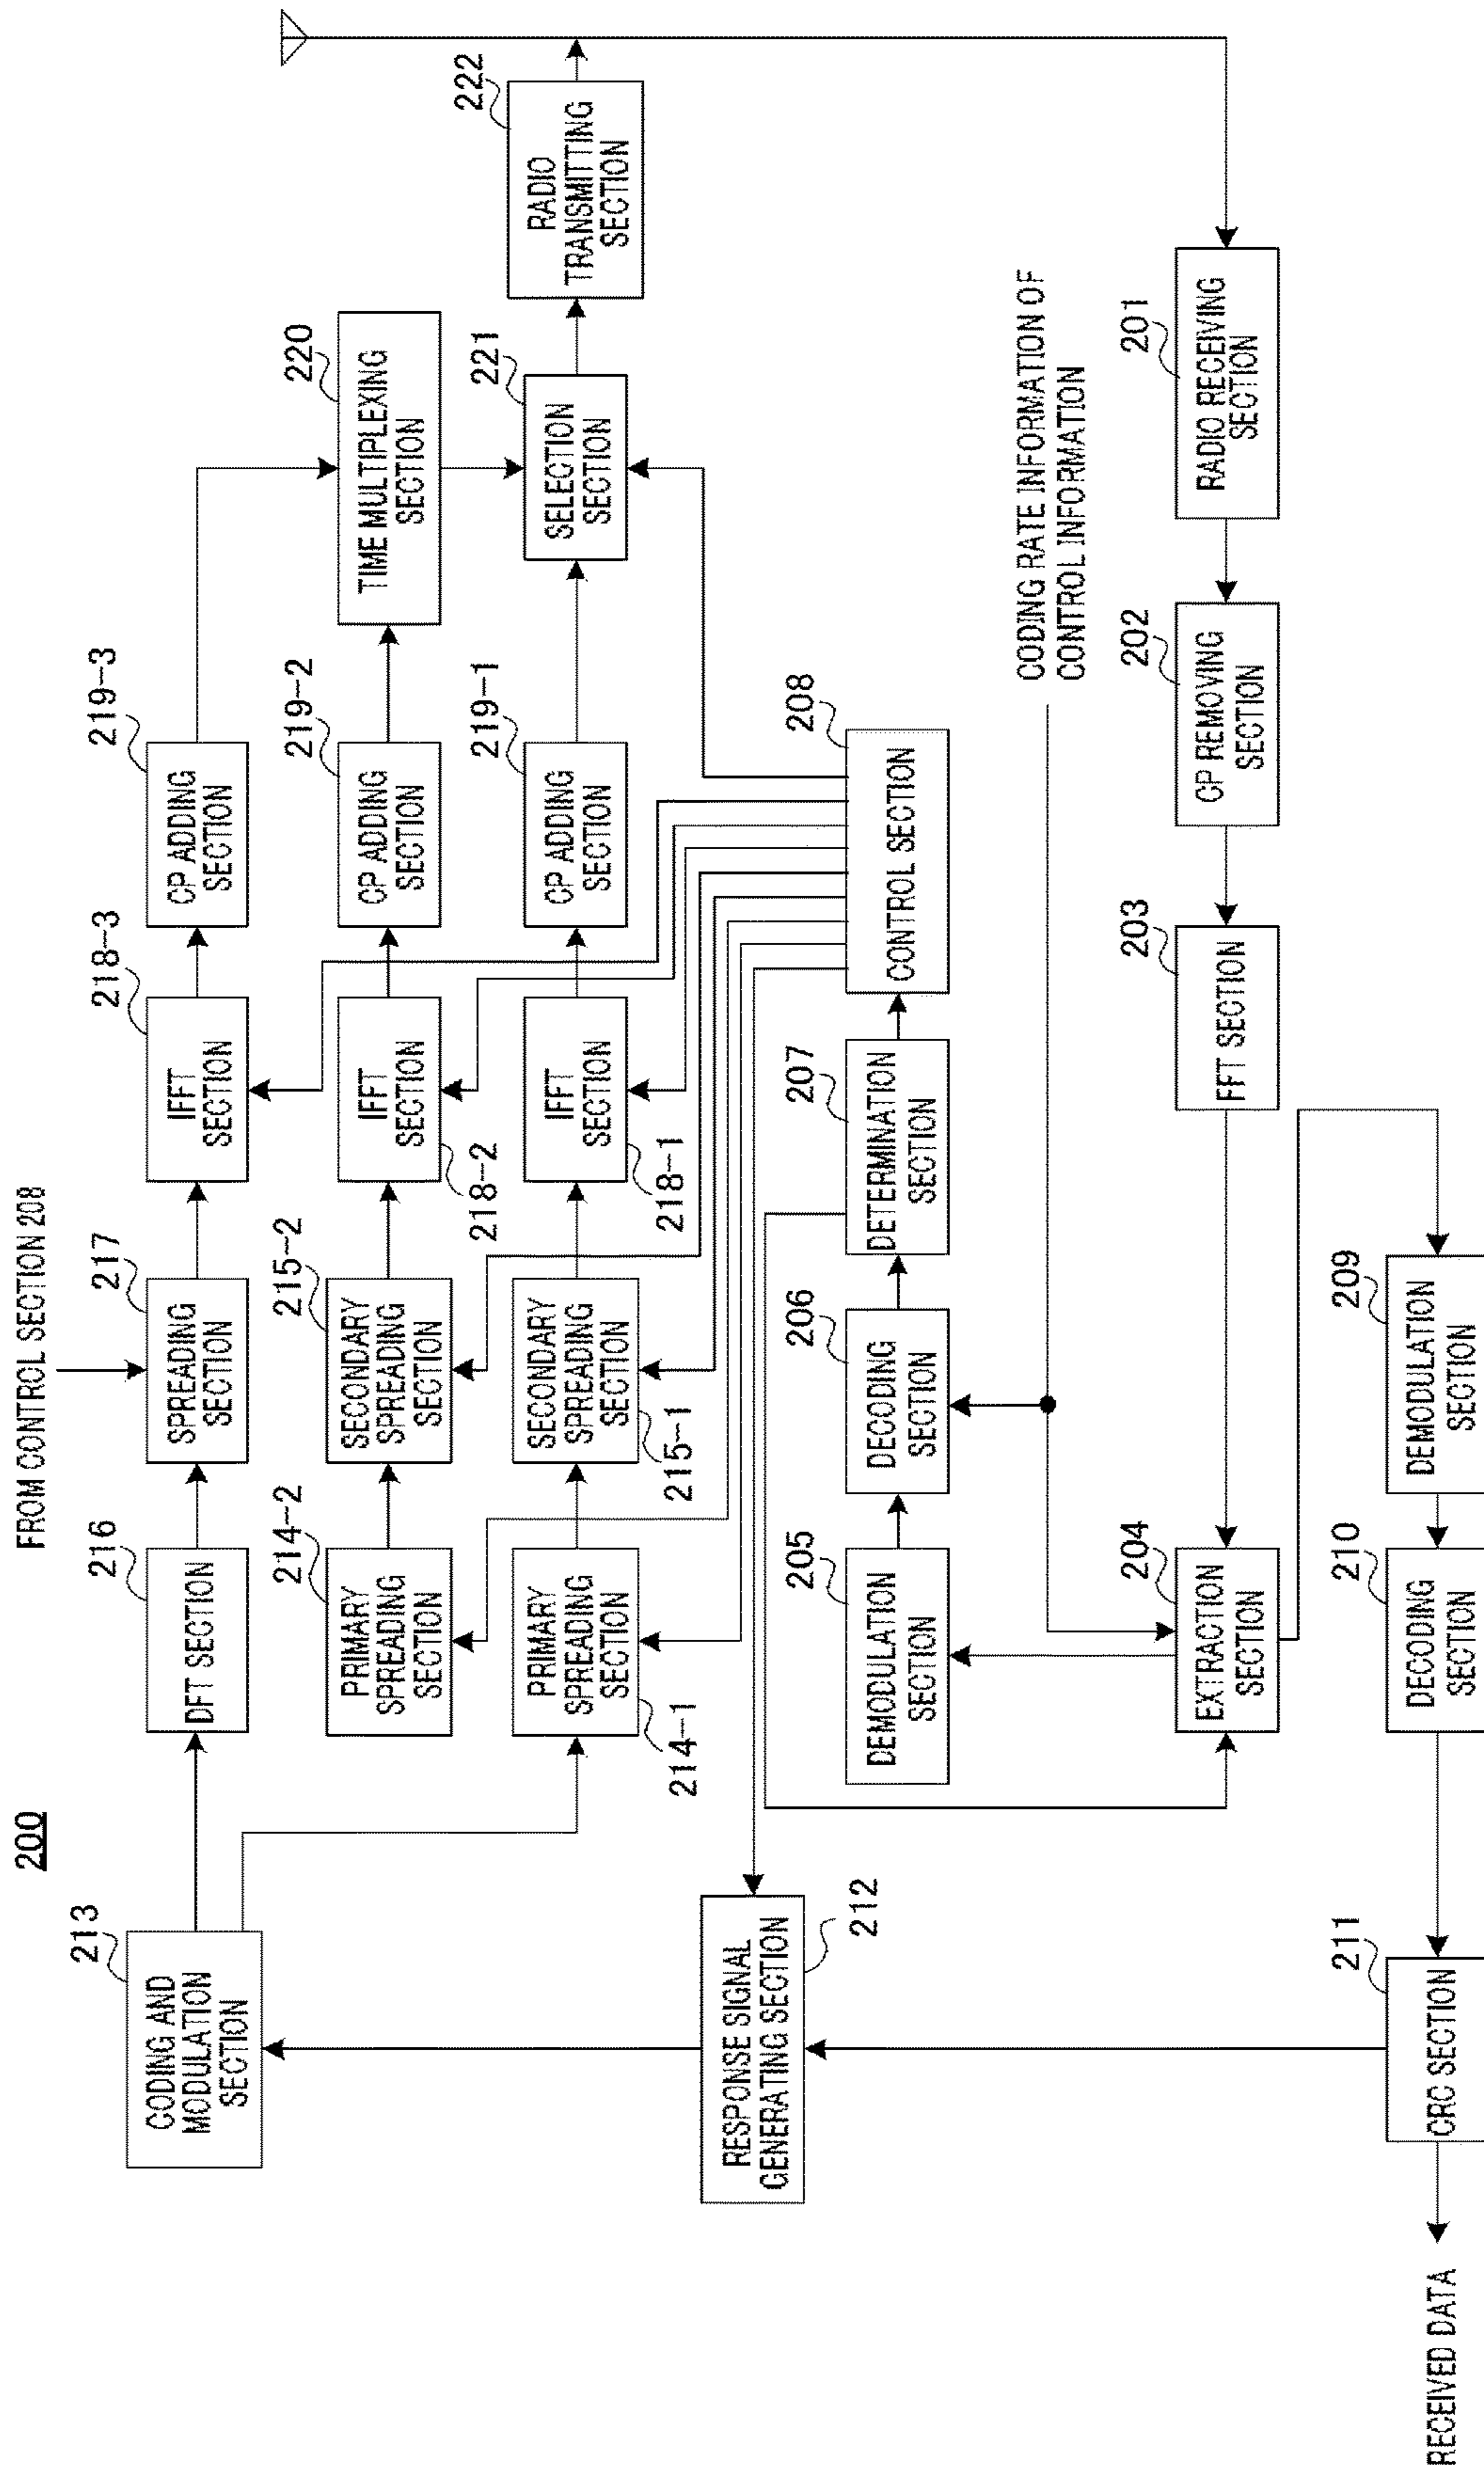 200
FROM CONTROL SECTION 208
213
CODING AND
MODULATION
SECTION
216
DFT SECTION
217
SPREADING
SECTION
218-3
IFFT
SECTION
219-3
CP ADDING
SECTION
214-2
PRIMARY
SPREADING
SECTION
215-2
SECONDARY
SPREADING
SECTION
IFFT
SECTION
218-2
219-2
CP ADDING
SECTION
220
TIME MULTIPLEXING
SECTION
PRIMARY
SPREADING
SECTION
214-1
SECONDARY
SPREADING
SECTION
215-1
IFFT
SECTION
218-1
219-1
CP ADDING
SECTION
221
SELECTION
SECTION
222
RADIO
TRANSMITTING
SECTION
RESPONSE SIGNAL
GENERATING SECTION
212
205
DEMODULATION
SECTION
206
DECODING
SECTION
207
DETERMINATION
SECTION
208
CONTROL SECTION
CODING RATE INFORMATION OF
CONTROL INFORMATION
204
EXTRACTION
SECTION
203
FFT SECTION
202
CP REMOVING
SECTION
201
RADIO RECEIVING
SECTION
RECEIVED DATA
211
CRC SECTION
210
DECODING
SECTION
209
DEMODULATION
SECTION